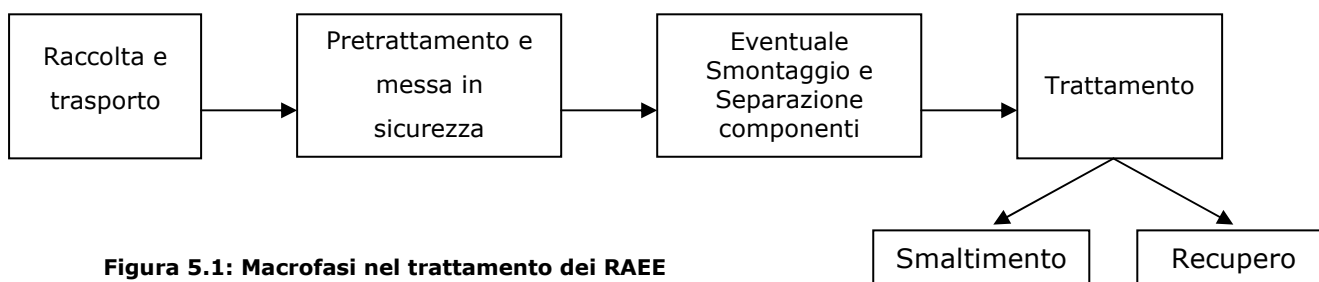 Raccolta e
trasporto
Pretrattamento e
messa in
sicurezza
Eventuale
Smontaggio e
Separazione
componenti
Trattamento
Smaltimento
Recupero
Figura 5.1: Macrofasi nel trattamento dei RAEE